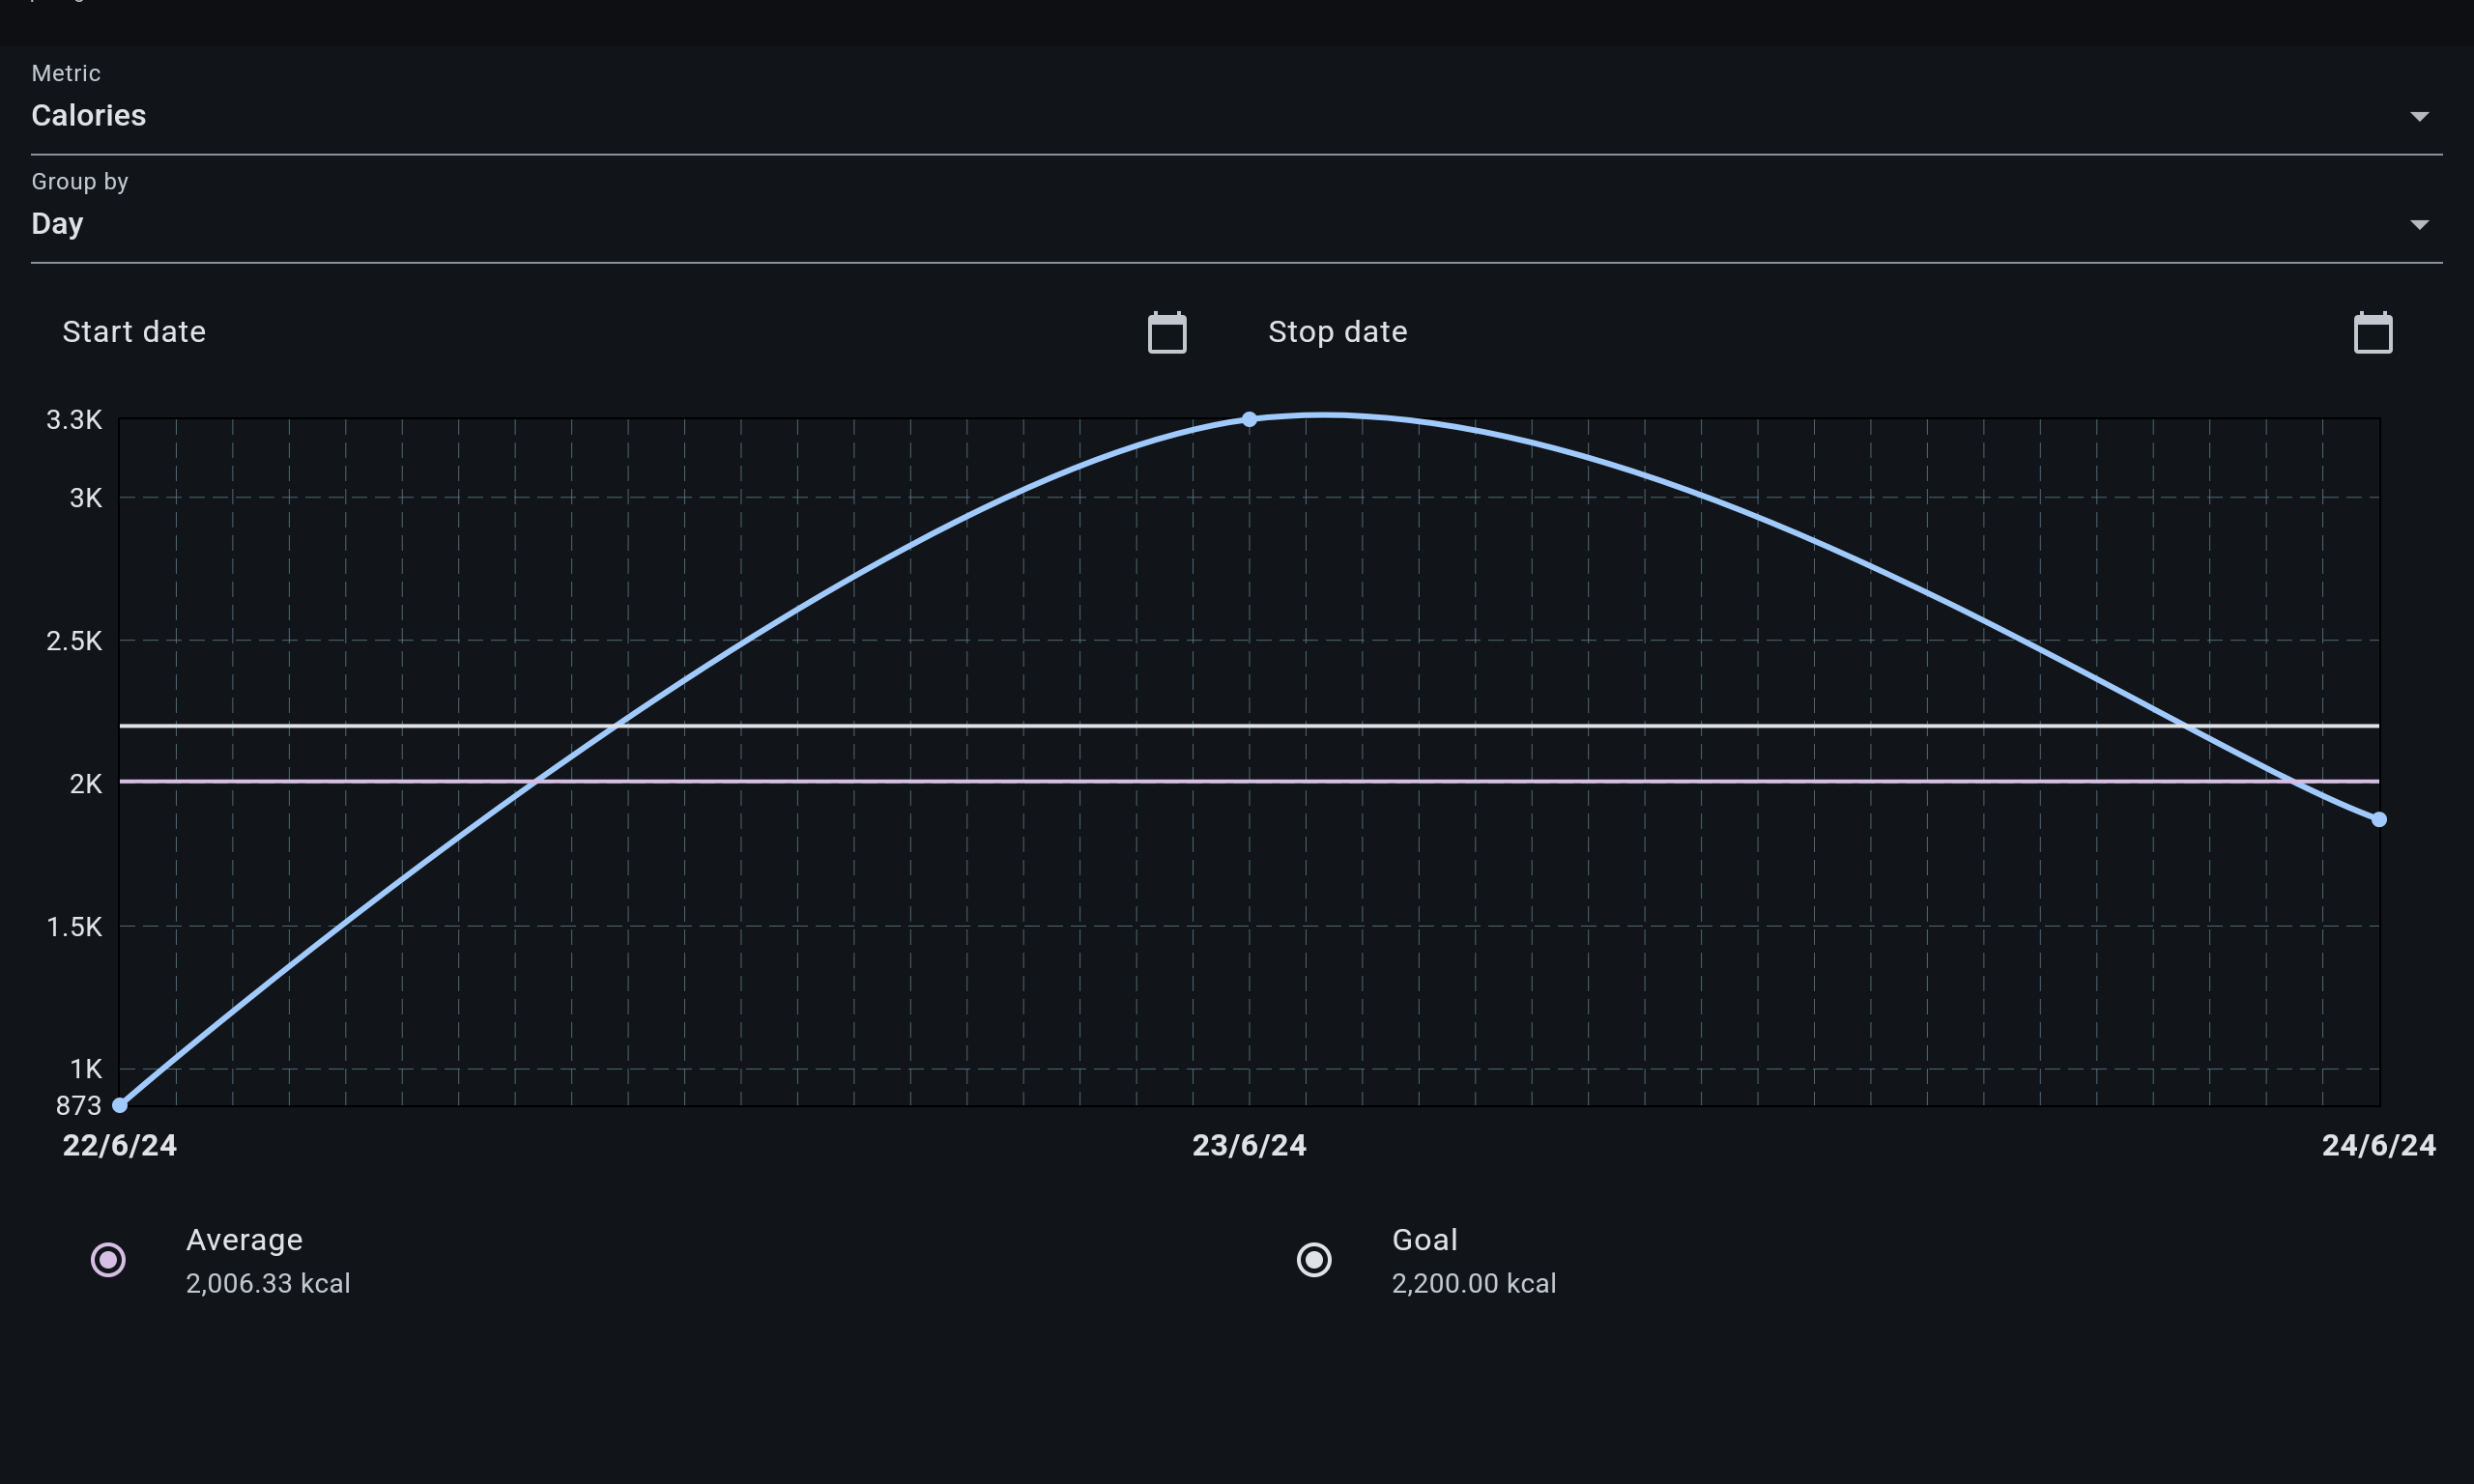 Metric
Calories
Group by
Day
Start date
Stop date
3.3K
3K
2.5K
2K
1.5K
1K
873
22/6/24
23/6/24
24/6/24
Average
2,006.33 kcal
Goal
2,200.00 kcal